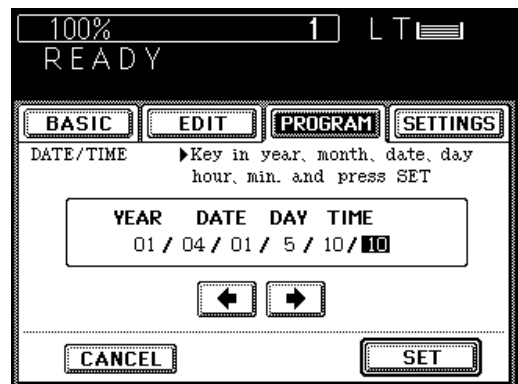 100% 1 LT
READY
BASIC EDIT PROGRAM SETTINGS
DATE/TIME ▶Key in year, month, date, day
hour, min. and press SET
YEAR DATE DAY TIME
01 / 04 / 01 / 5 / 10 / 10
CANCEL SET